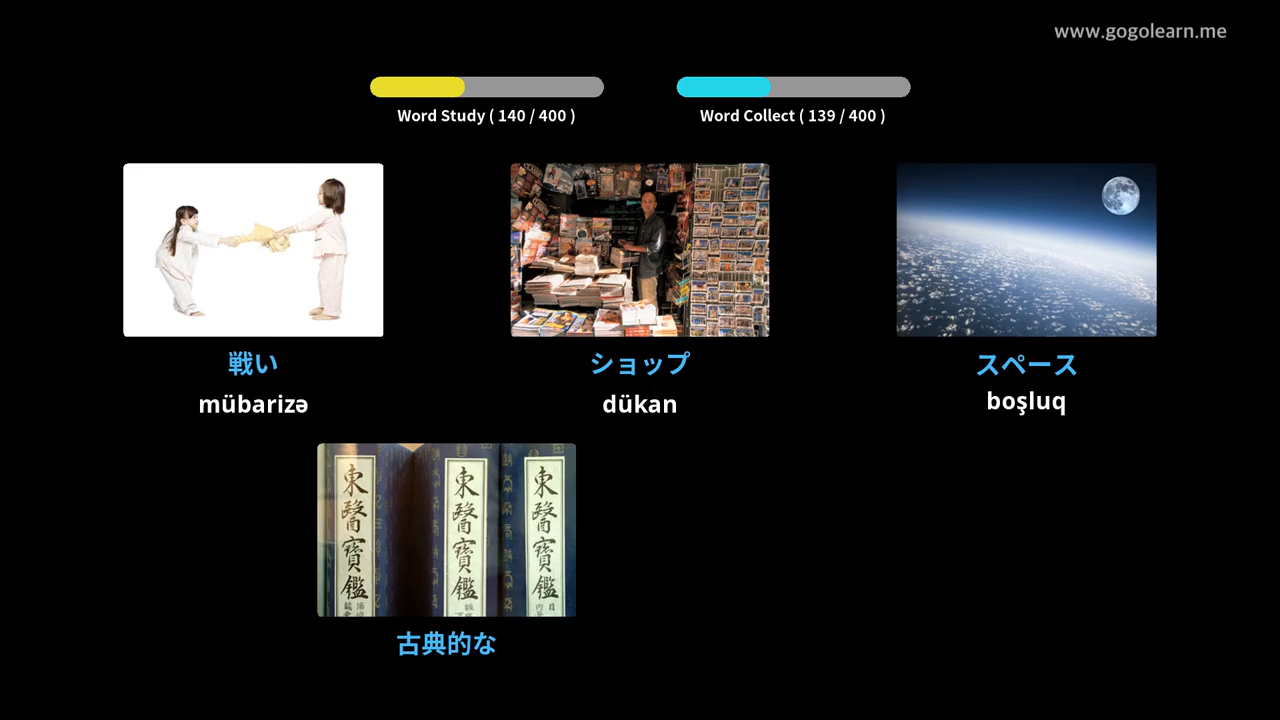 www.gogolearn.me
Word Study ( 140 / 400 )
Word Collect ( 139 / 400 )
戦い
ショップ
スペース
mübarizə
dükan
boşluq
東醫寶鑑
東醫寶鑑
東醫寶鑑
古典的な